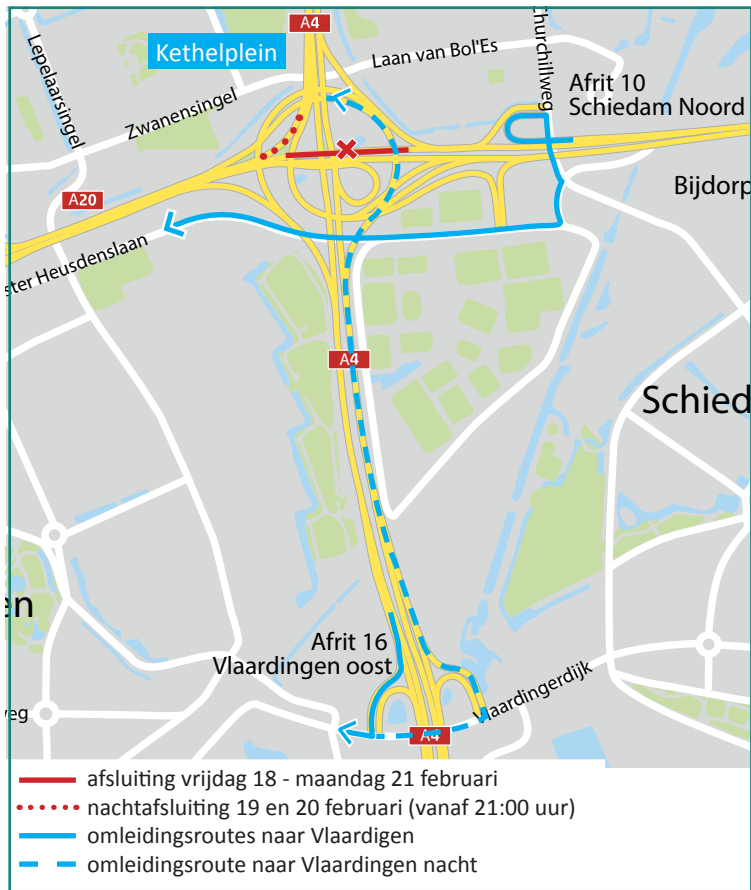 A4
Kethelplein
Laan van Bol'Es
Churchillweg
Lepelaarsingel
Afrit 10
Schiedam Noord
Zwanensingel
A20
Bijdorp
ster Heusdenslaan
A4
Schied
en
Afrit 16
Vlaardingen oost
Vlaardingerdijk
weg
A4
afsluiting vrijdag 18 - maandag 21 februari
nachtafsluiting 19 en 20 februari (vanaf 21:00 uur)
omleidingsroutes naar Vlaardigen
omleidingsroute naar Vlaardingen nacht